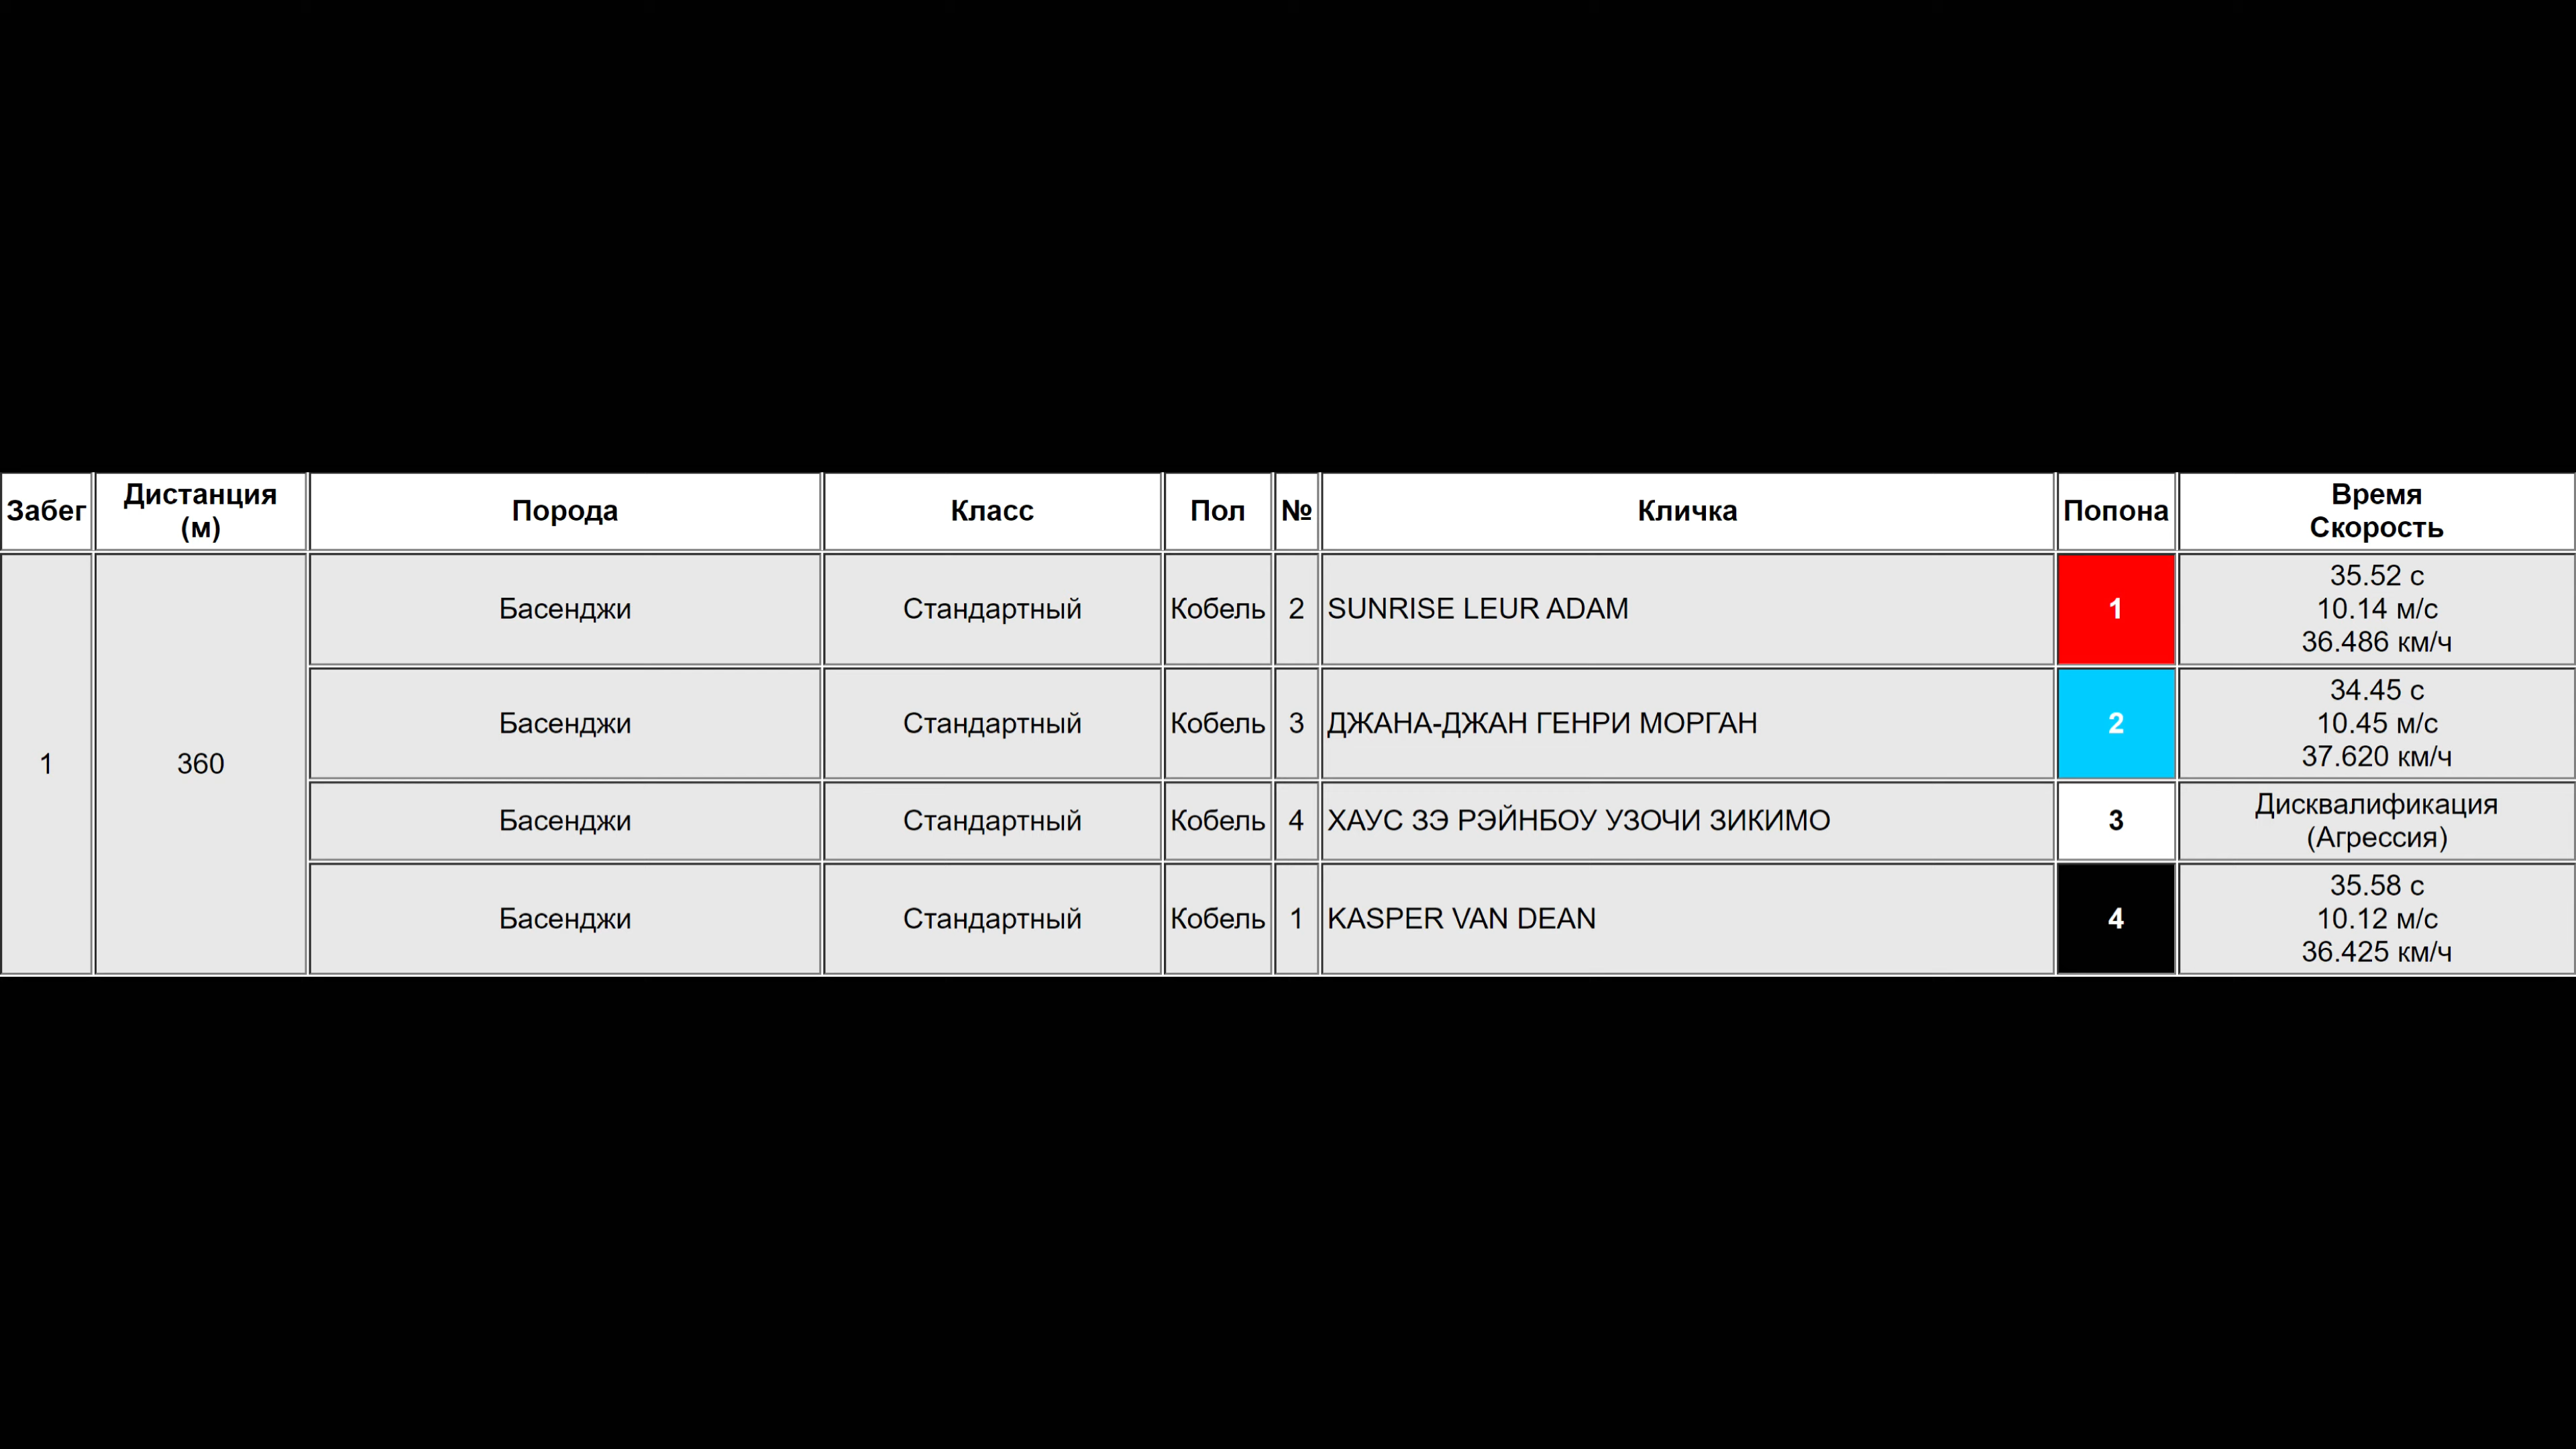 Забег Дистанция (м) Порода Класс Пол № Кличка Попона Время Скорость
1 360 Басенджи Стандартный Кобель 2 SUNRISE LEUR ADAM 1 35.52 с
10.14 м/с
36.486 км/ч
Басенджи Стандартный Кобель 3 ДЖАНА-ДЖАН ГЕНРИ МОРГАН 2 34.45 с
10.45 м/с
37.620 км/ч
Басенджи Стандартный Кобель 4 ХАУС ЗЭ РЭЙНБОУ УЗОЧИ ЗИКИМО 3 Дисквалификация
(Агрессия)
Басенджи Стандартный Кобель 1 KASPER VAN DEAN 4 35.58 с
10.12 м/с
36.425 км/ч